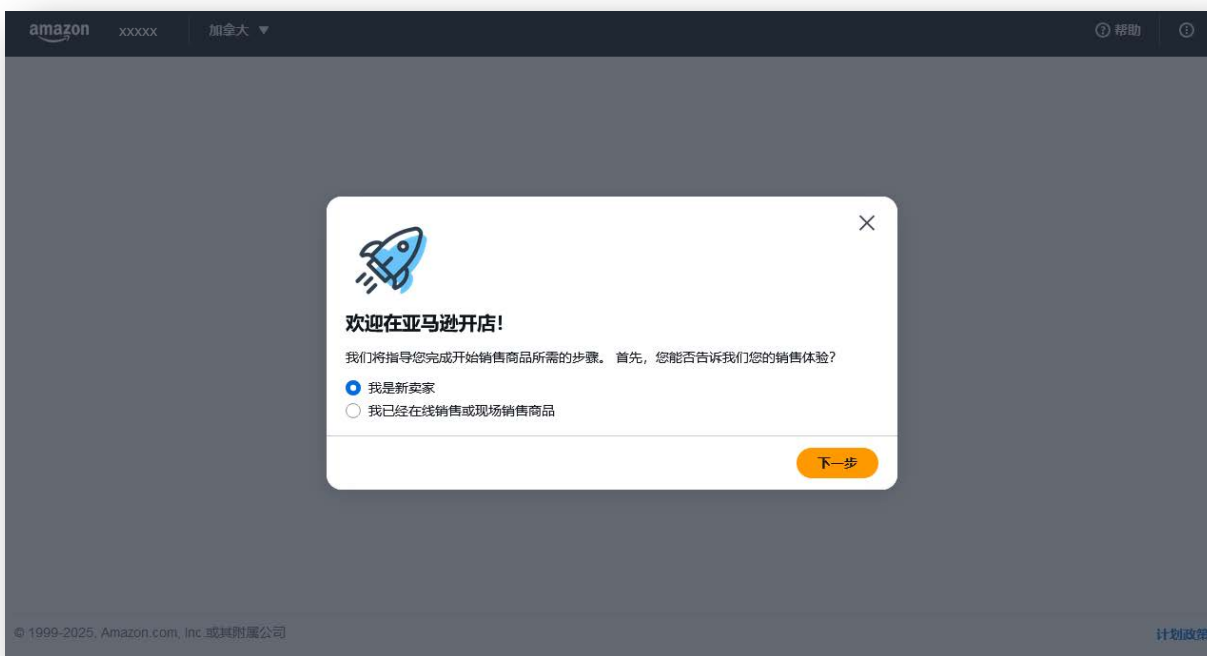 amazon xxxxx 加拿大 ▼ 帮助
欢迎在亚马逊开店！
我们将指导您完成开始销售商品所需的步骤。 首先，您能否告诉我们您的销售体验？
我是新卖家
我已经在线销售或现场销售商品
下一步
© 1999-2025, Amazon.com, Inc.或其附属公司
计划政策